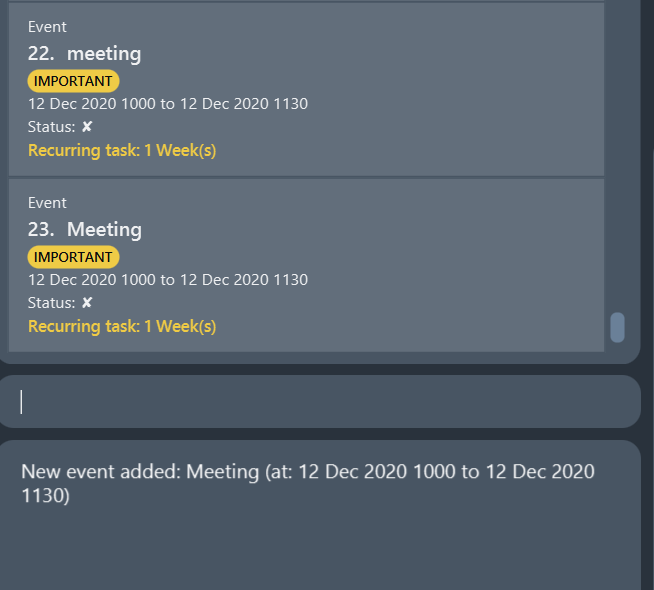 Event
22. meeting
IMPORTANT
12 Dec 2020 1000 to 12 Dec 2020 1130
Status: ✘
Recurring task: 1 Week(s)
Event
23. Meeting
IMPORTANT
12 Dec 2020 1000 to 12 Dec 2020 1130
Status: ✘
Recurring task: 1 Week(s)
New event added: Meeting (at: 12 Dec 2020 1000 to 12 Dec 2020
1130)